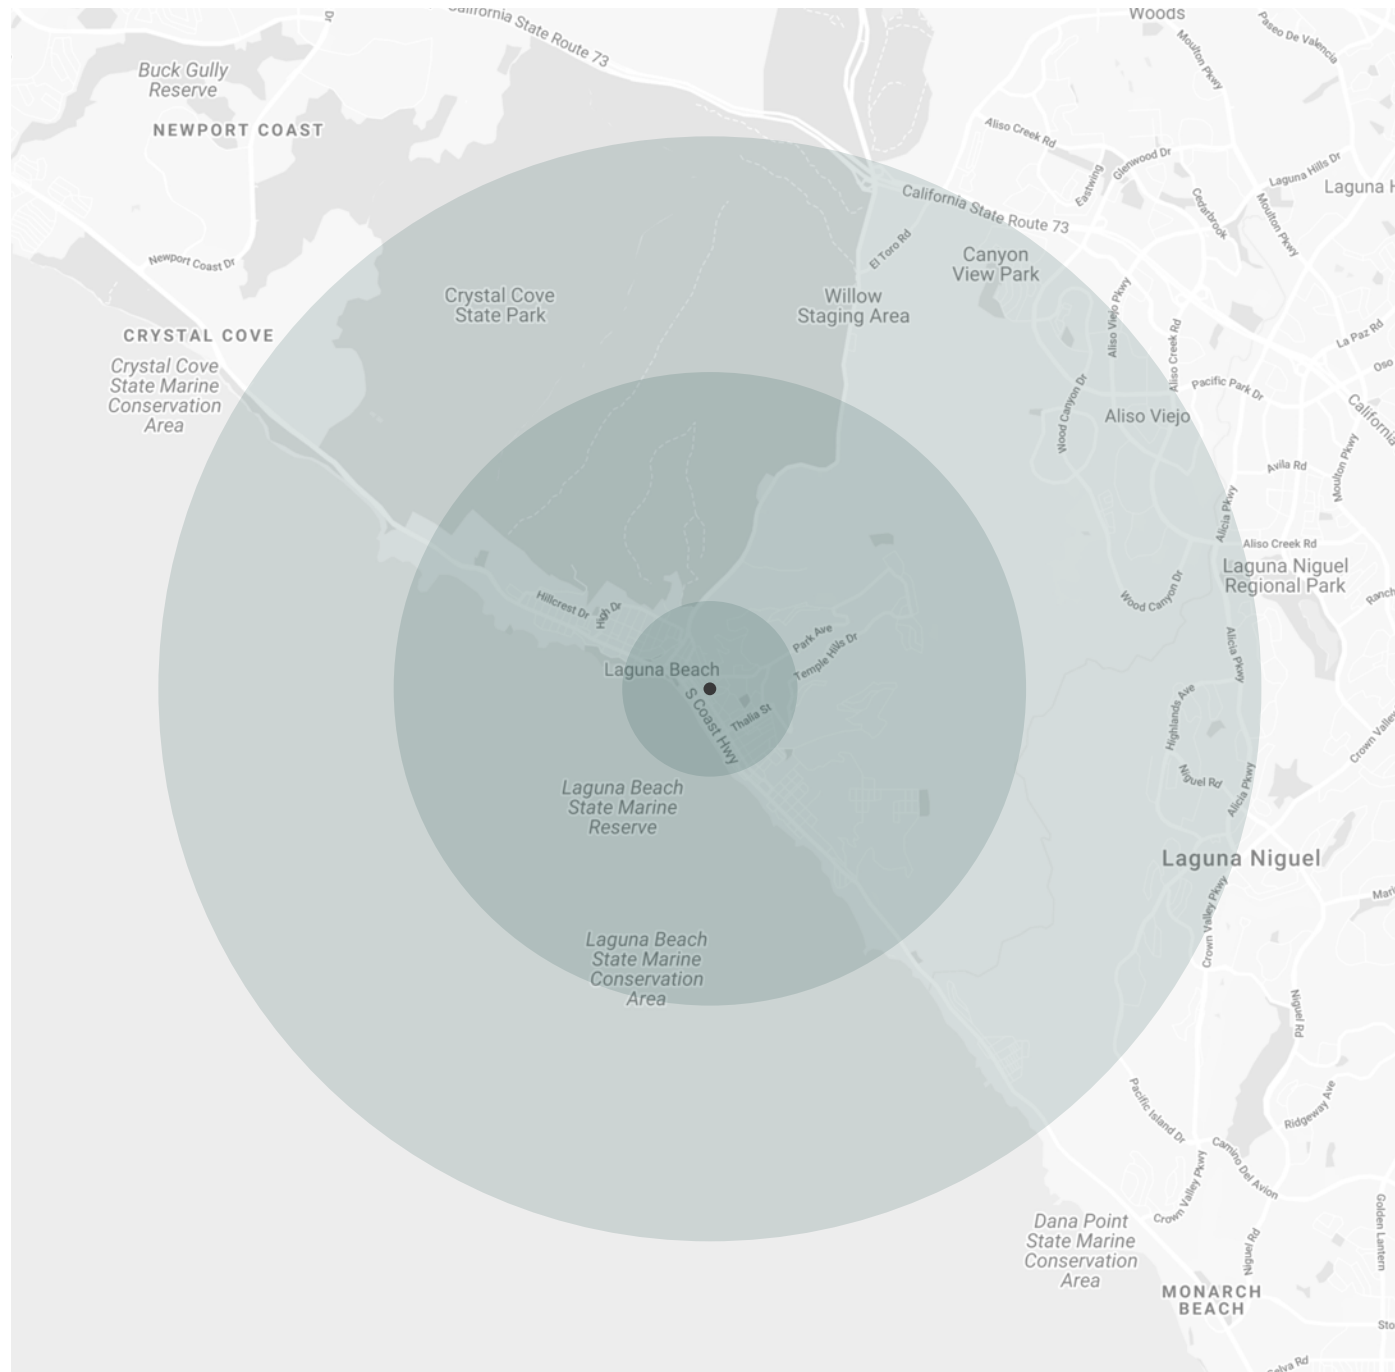 California State Route 73
Woods
Paseo De Valencia
Dr
Moulton Pkwy
Buck Gully
Reserve
NEWPORT COAST
Aliso Creek Rd
Glenwood Dr
Eastwing
Laguna Hills Dr
Laguna H
Cedarbrook
Moulton Pkwy
California State Route 73
El Toro Rd
Canyon
View Park
Newport Coast Dr
Crystal Cove
State Park
Willow
Staging Area
Aliso Viejo Pkwy
Aliso Creek Rd
La Paz Rd
Oso
CRYSTAL COVE
Crystal Cove
State Marine
Conservation
Area
Pacific Park Dr
Wood Canyon Dr
Aliso Viejo
California
Avila Rd
Moulton Pkwy
Alicia Pkwy
Aliso Creek Rd
Laguna Niguel
Regional Park
Wood Canyon Dr
Ranch
Hillcrest Dr
High Dr
Park Ave
Temple Hills Dr
Alicia Pkwy
Laguna Beach
S Coast Hwy
Thalia St
Highlands Ave
Crown Valley
Niguel Rd
Alicia Pkwy
Laguna Beach
State Marine
Reserve
Laguna Niguel
Crown Valley Pkwy
Laguna Beach
State Marine
Conservation
Area
Niguel Rd
Pacific Island Dr
Ridgeway Ave
Camino Del Avion
Crown Valley Pkwy
Golden Lantern
Dana Point
State Marine
Conservation
Area
Niguel Rd
MONARCH
BEACH
Sto
Selva Rd